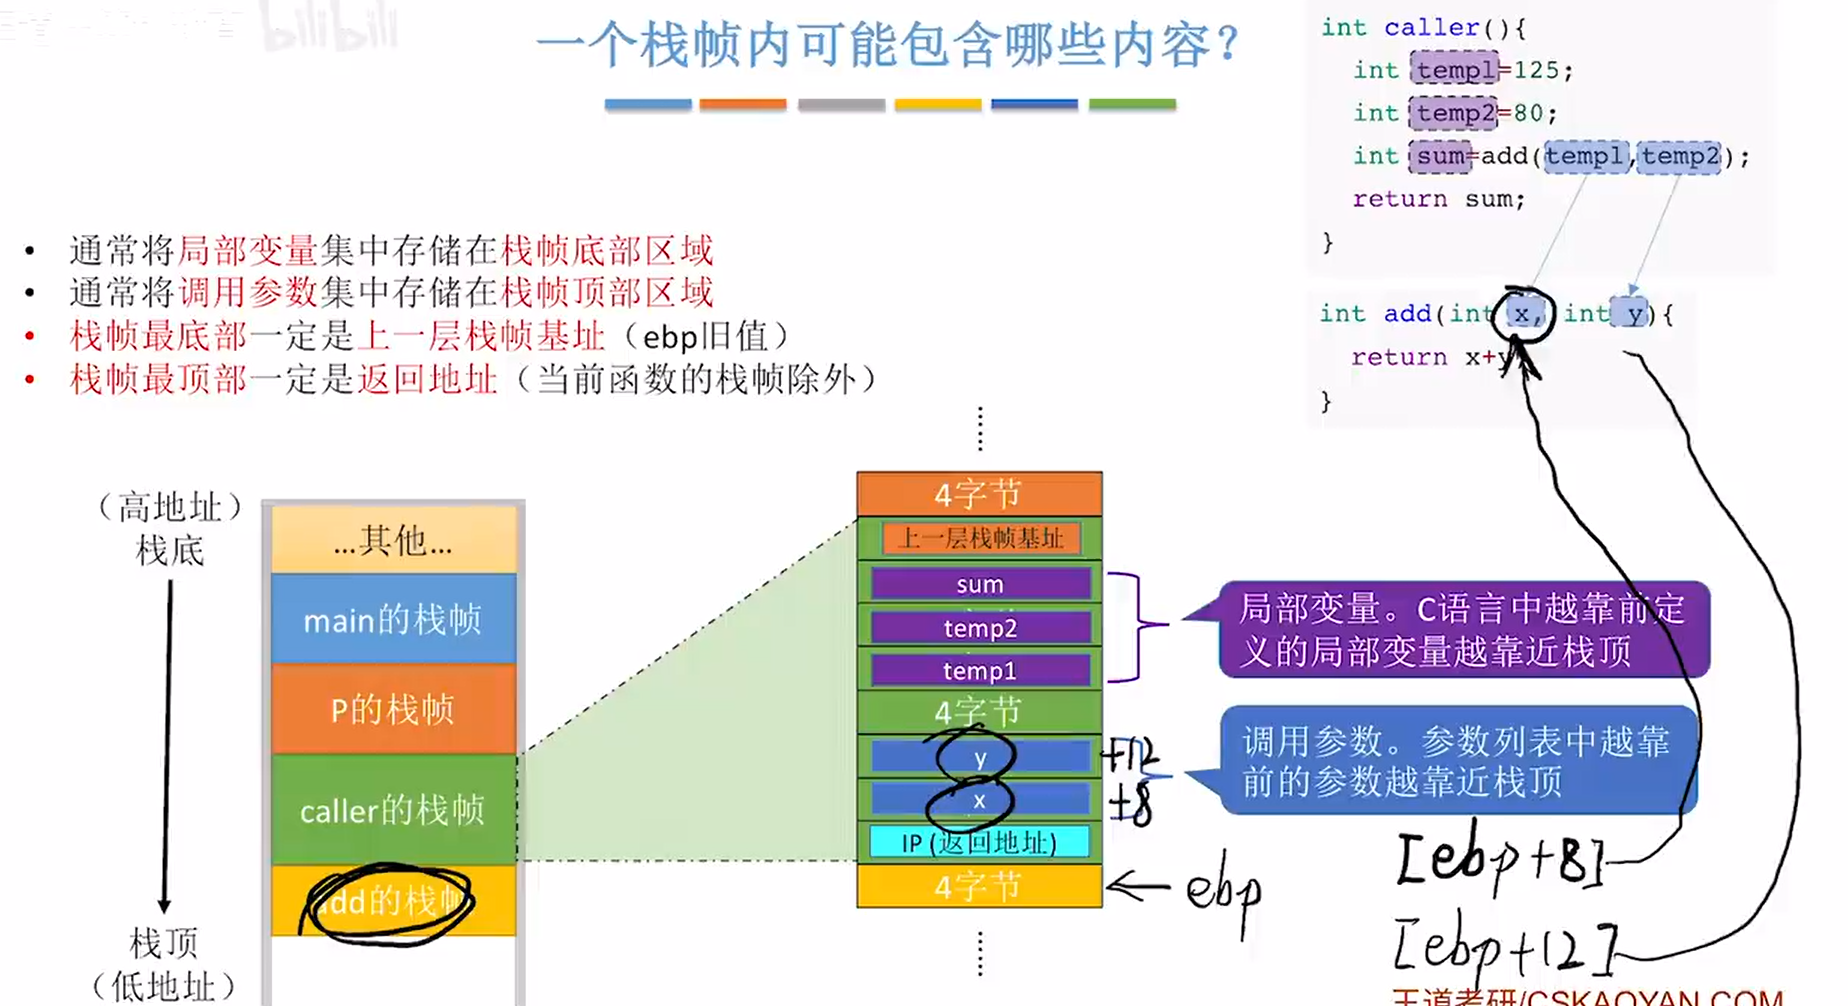 bilibili
一个栈帧内可能包含哪些内容?
int caller(){
int temp1=125;
int temp2=80;
int sum=add(temp1,temp2);
return sum;
}
int add(int x, int y){
return x+y
}
• 通常将局部变量集中存储在栈帧底部区域
• 通常将调用参数集中存储在栈帧顶部区域
• 栈帧最底部一定是上一层栈帧基址（ebp旧值）
• 栈帧最顶部一定是返回地址（当前函数的栈帧除外）
（高地址）
栈底
栈顶
（低地址）
...其他...
main的栈帧
P的栈帧
caller的栈帧
add的栈帧
4字节
上一层栈帧基址
sum
temp2
temp1
4字节
y
x
IP (返回地址)
4字节
局部变量。C语言中越靠前定
义的局部变量越靠近栈顶
调用参数。参数列表中越靠
前的参数越靠近栈顶
+12
+8
ebp
[ebp+8]
[ebp+12]
王道考研/CSKAOYAN.COM